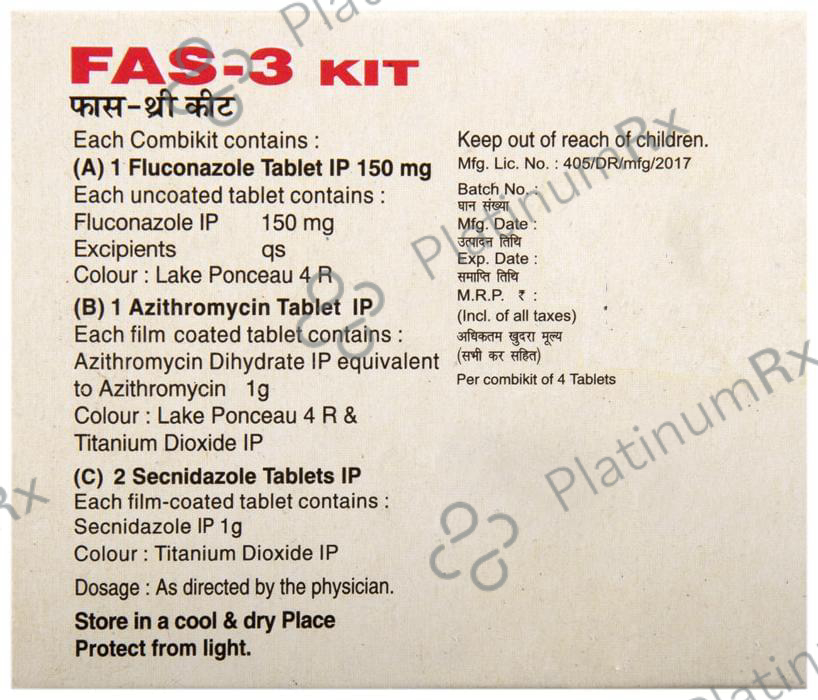 FAS-3 KIT
फास-थ्री कीट
Each Combikit contains :
(A) 1 Fluconazole Tablet IP 150 mg
Each uncoated tablet contains :
Fluconazole IP 150 mg
Excipients qs
Colour : Lake Ponceau 4 R
(B) 1 Azithromycin Tablet IP
Each film coated tablet contains :
Azithromycin Dihydrate IP equivalent
to Azithromycin 1g
Colour : Lake Ponceau 4 R &
Titanium Dioxide IP
(C) 2 Secnidazole Tablets IP
Each film-coated tablet contains :
Secnidazole IP 1g
Colour : Titanium Dioxide IP
Dosage : As directed by the physician.
Store in a cool & dry Place
Protect from light.
Keep out of reach of children.
Mfg. Lic. No. : 405/DR/mfg/2017
Batch No. :
घान संख्या
Mfg. Date :
उत्पादन तिथि
Exp. Date :
समाप्ति तिथि
M.R.P. ₹ :
(Incl. of all taxes)
अधिकतम खुदरा मूल्य
(सभी कर सहित)
Per combikit of 4 Tablets
PlatinumRx
PlatinumRx
PlatinumRx
Rx
Platinum